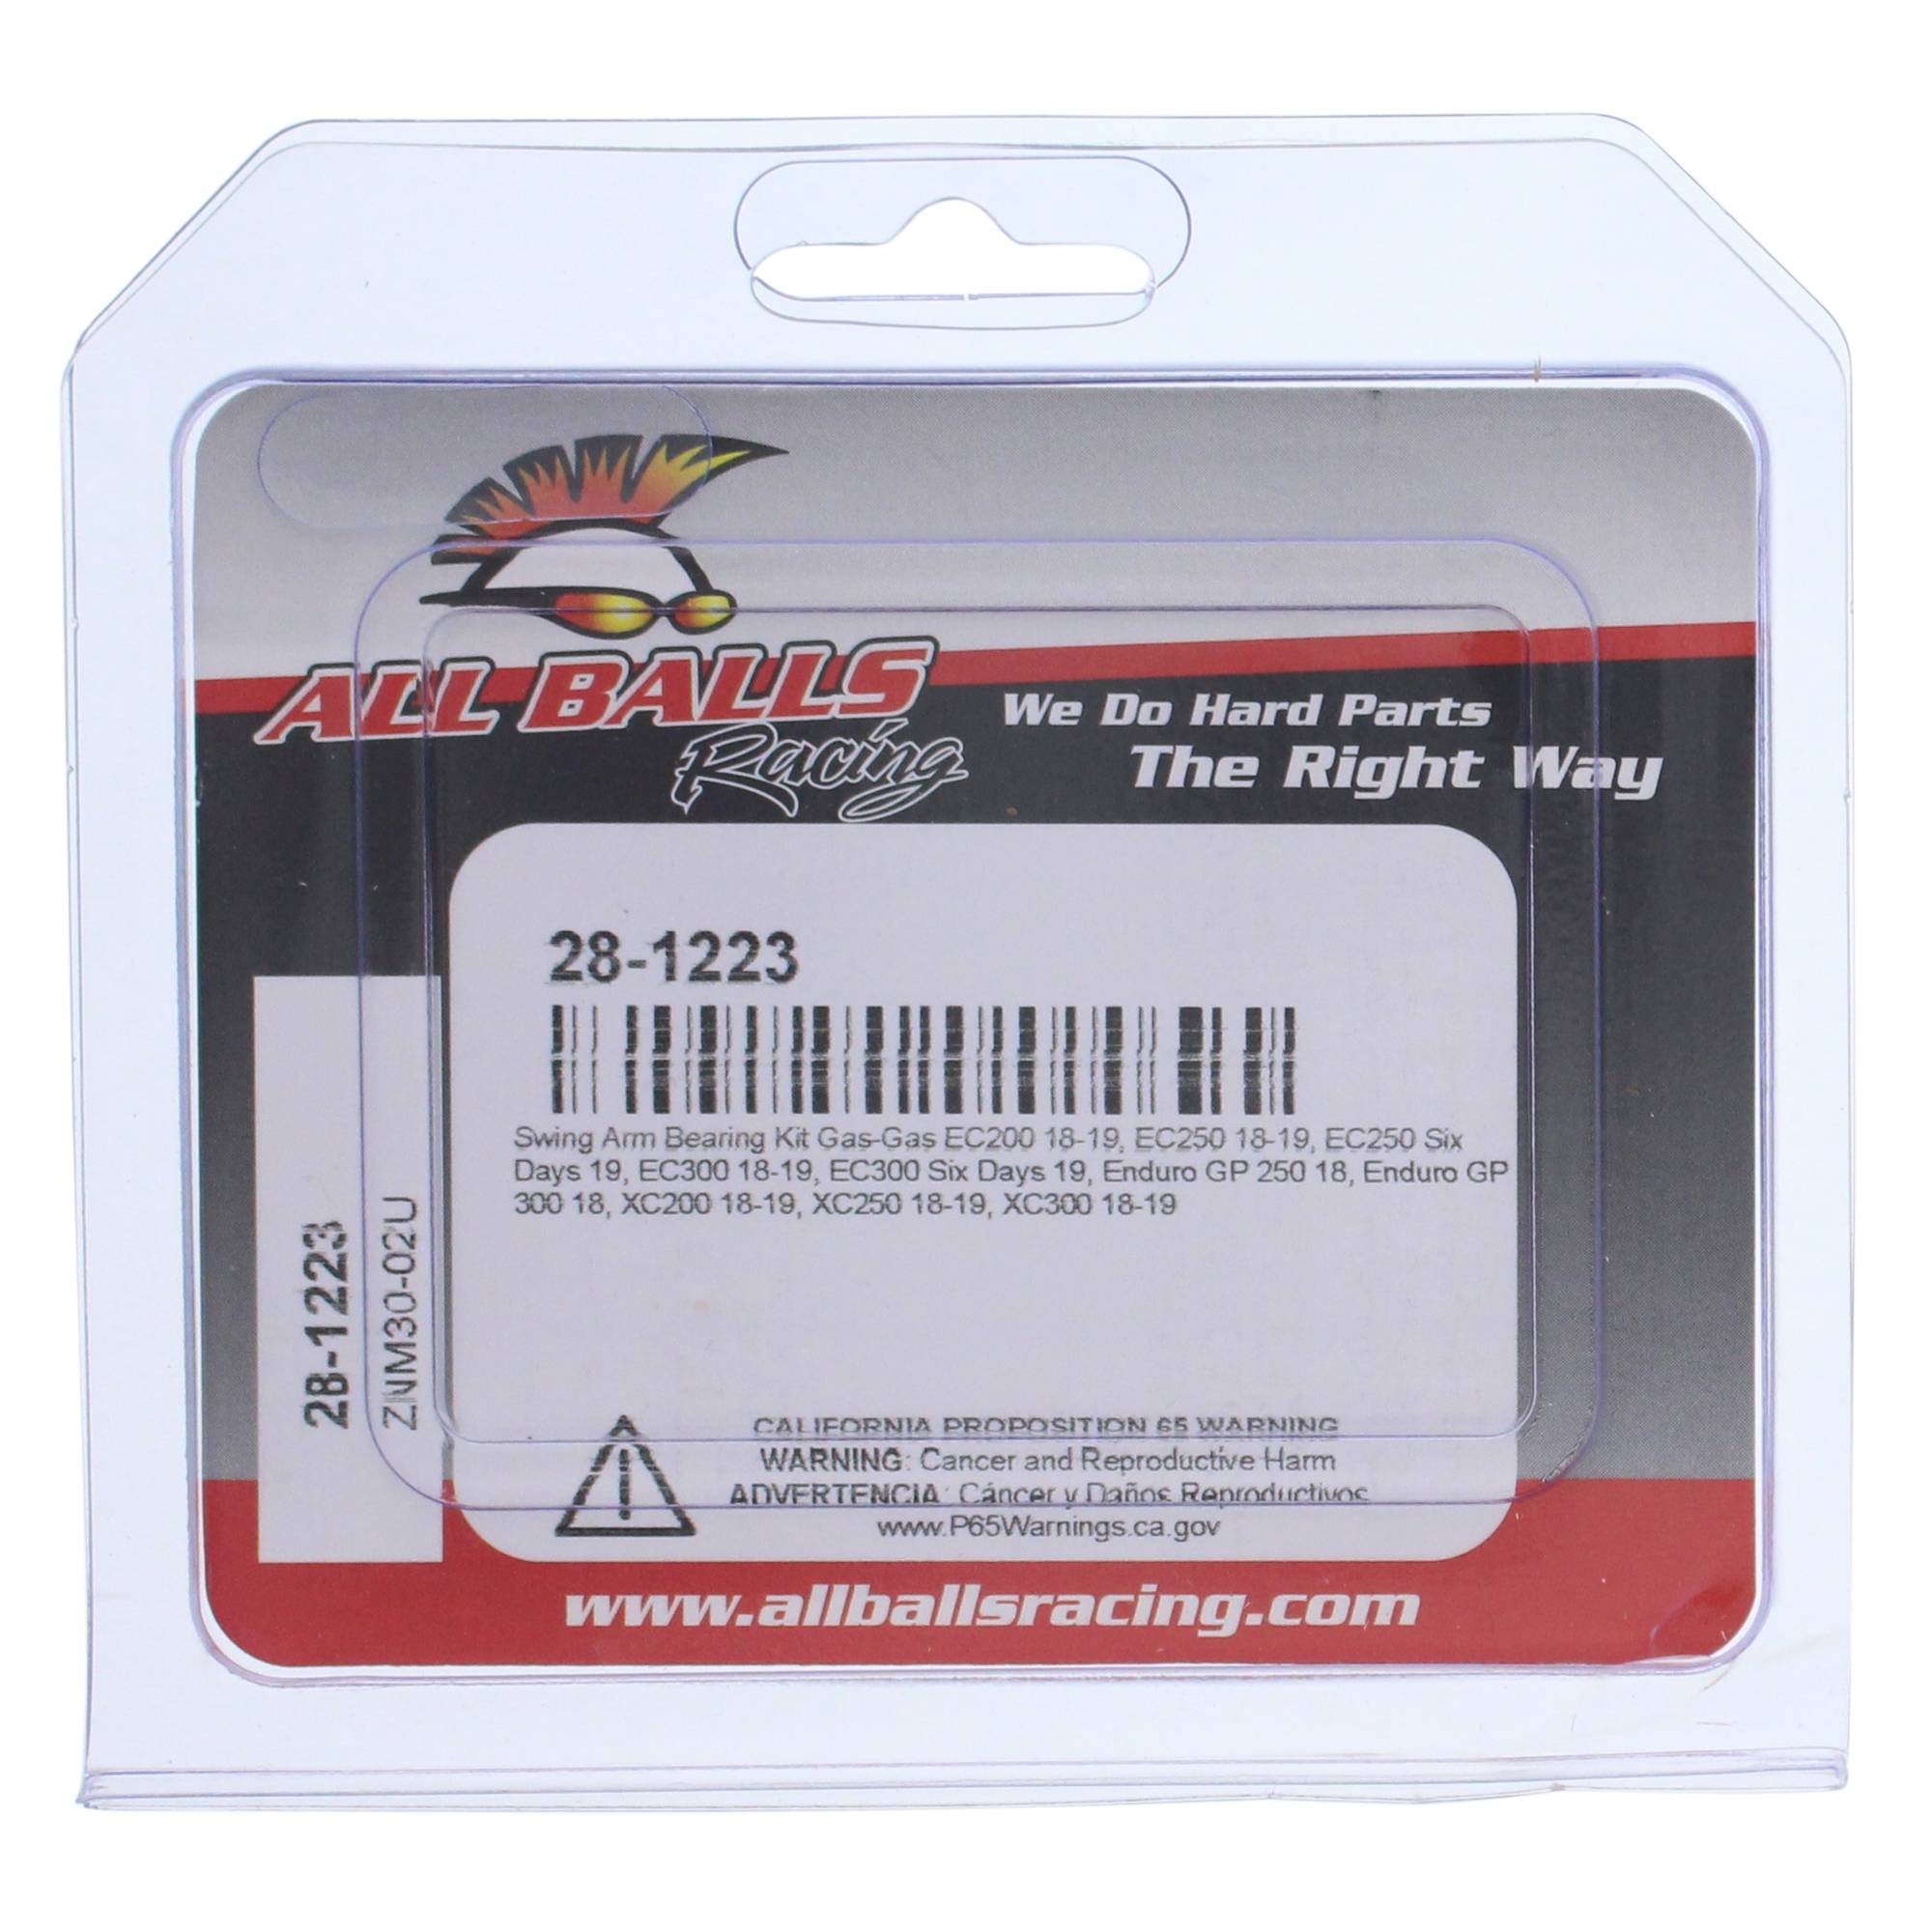 ALL BALLS
Racing
We Do Hard Parts
The Right Way
28-1223
Swing Arm Bearing Kit Gas-Gas EC200 18-19, EC250 18-19, EC250 Six
Days 19, EC300 18-19, EC300 Six Days 19, Enduro GP 250 18, Enduro GP
300 18, XC200 18-19, XC250 18-19, XC300 18-19
28-1223
ZNM30-02U
CALIFORNIA PROPOSITION 65 WARNING
WARNING: Cancer and Reproductive Harm
ADVERTENCIA: Cáncer y Daños Reproductivos
www.P65Warnings.ca.gov
www.allballsracing.com